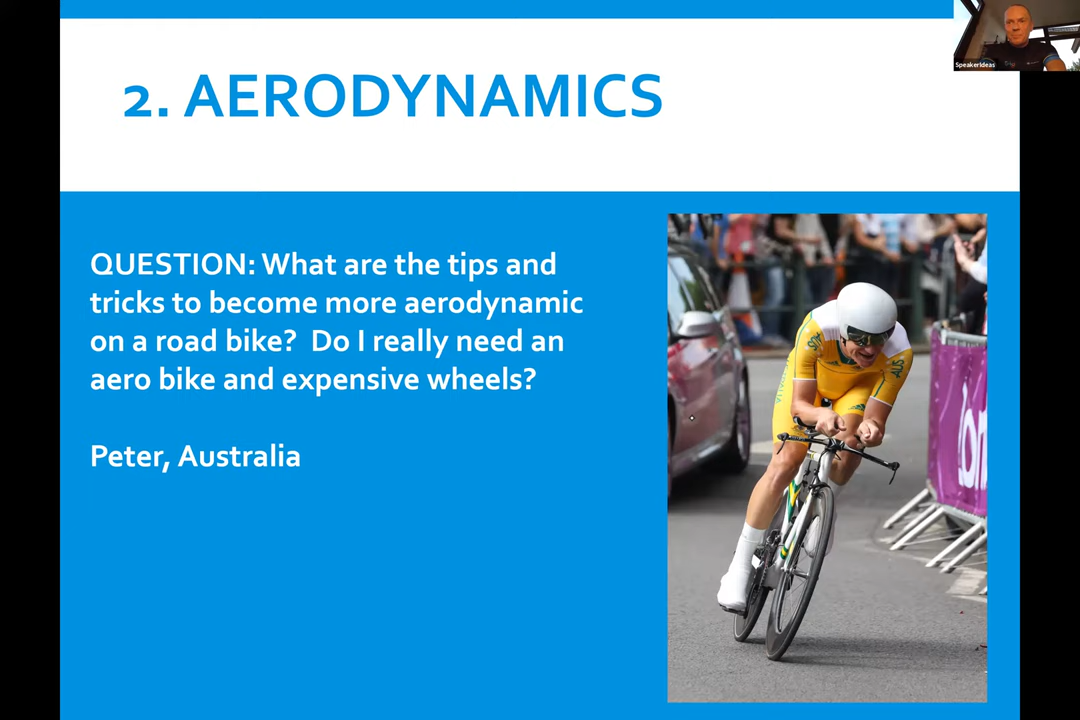 SpeakerIdeas
2. AERODYNAMICS
QUESTION: What are the tips and
tricks to become more aerodynamic
on a road bike?  Do I really need an
aero bike and expensive wheels?
Peter, Australia
AUS